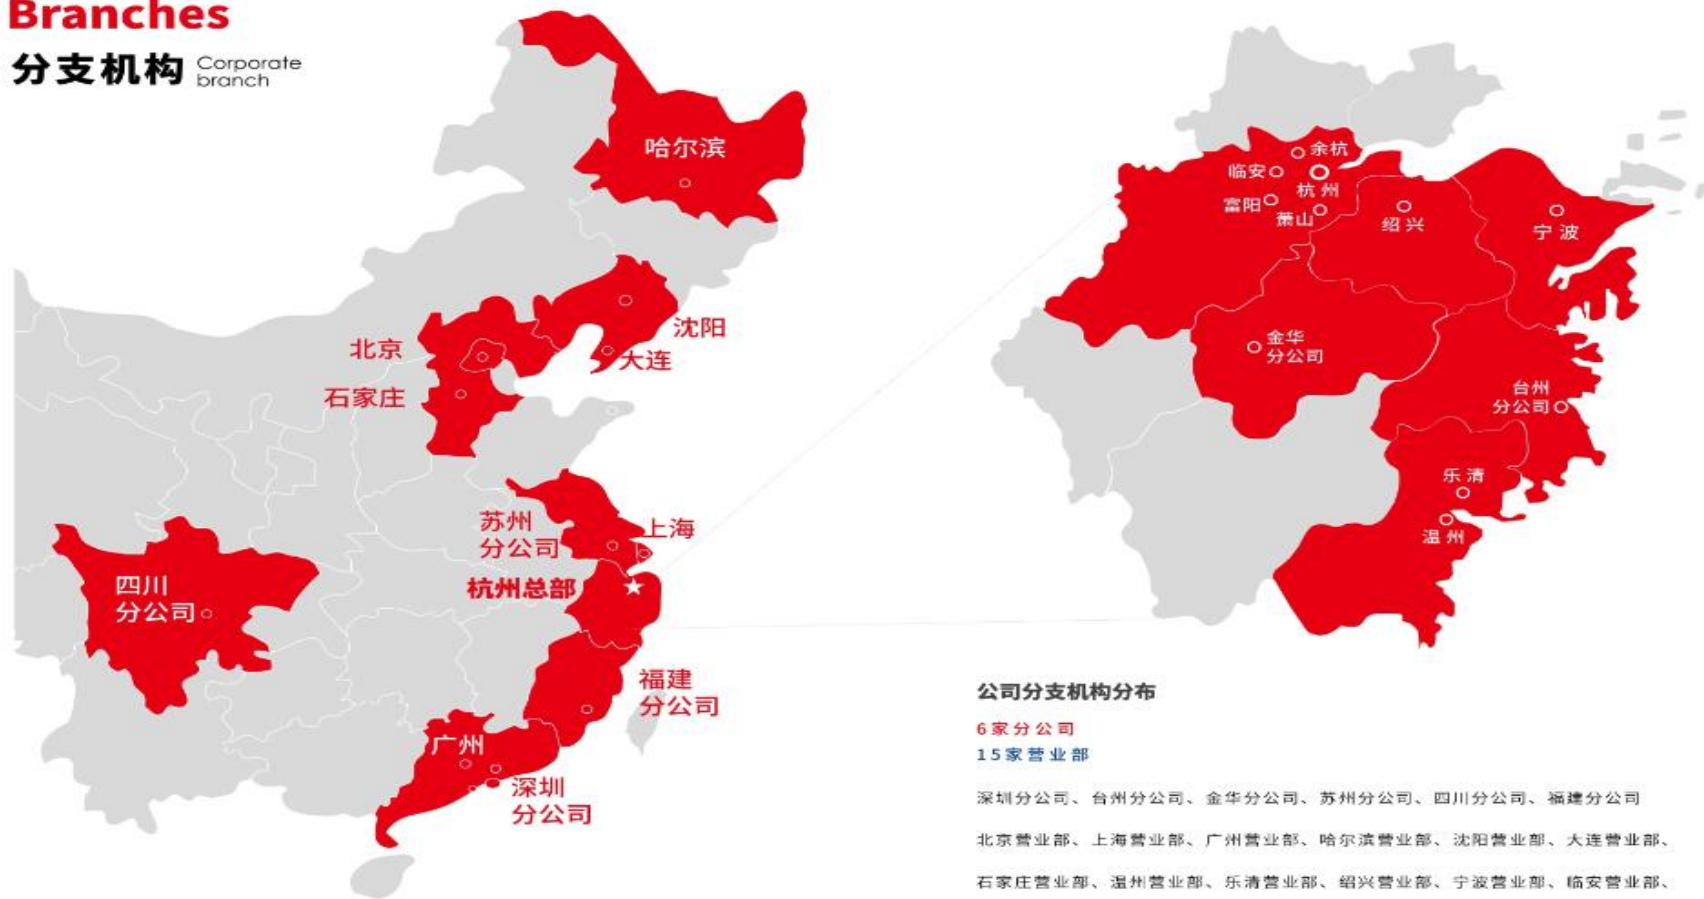 Branches
分支机构 Corporate
branch
哈尔滨
沈阳
大连
北京
石家庄
苏州
分公司
上海
杭州总部
四川
分公司
福建
分公司
广州
深圳
分公司
余杭
临安
杭州
富阳
萧山
绍兴
宁波
金华
分公司
台州
分公司
乐清
温州
公司分支机构分布
6家分公司
15家营业部
深圳分公司、台州分公司、金华分公司、苏州分公司、四川分公司、福建分公司
北京营业部、上海营业部、广州营业部、哈尔滨营业部、沈阳营业部、大连营业部、
石家庄营业部、温州营业部、乐清营业部、绍兴营业部、宁波营业部、临安营业部、